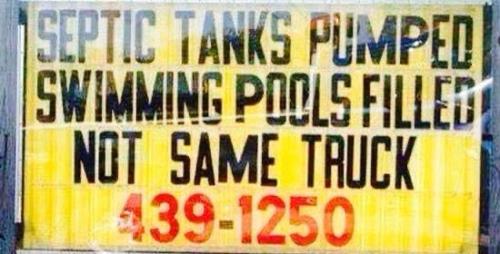 SEPTIC TANKS PUMPED
SWIMMING POOLS FILLED
NOT SAME TRUCK
439-1250